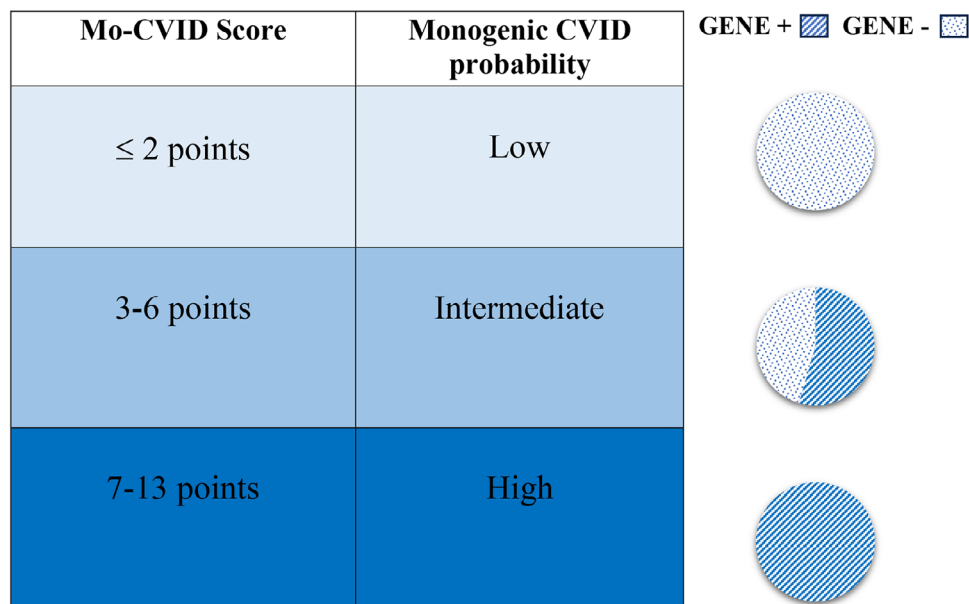 Mo-CVID Score
Monogenic CVID
probability
GENE + GENE -
≤ 2 points
Low
3-6 points
Intermediate
7-13 points
High